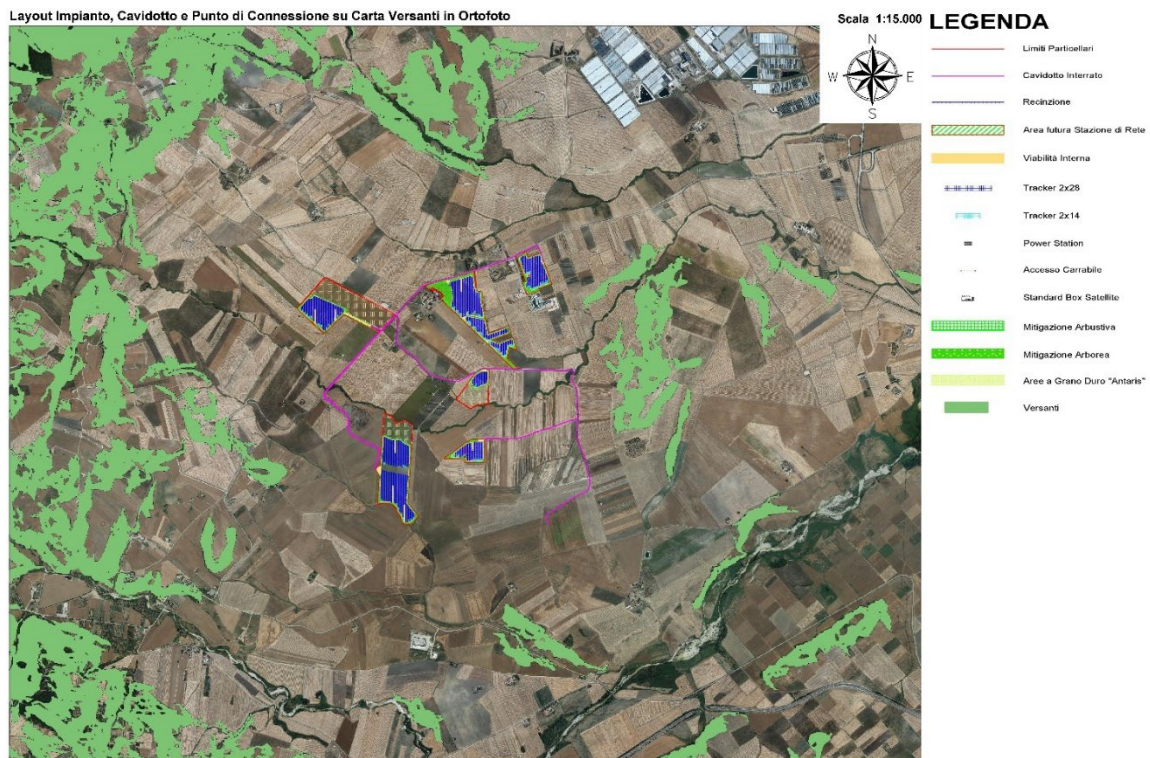 Layout Impianto, Cavidotto e Punto di Connessione su Carta Versanti in Ortofoto
Scala 1:15.000
LEGENDA
N
W E
S
Limiti Particellari
Cavidotto Interrato
Recinzione
Area futura Stazione di Rete
Viabilità Interna
Tracker 2x28
Tracker 2x14
Power Station
Accesso Carrabile
Standard Box Satellite
Mitigazione Arbustiva
Mitigazione Arborea
Aree a Grano Duro "Antaris"
Versanti